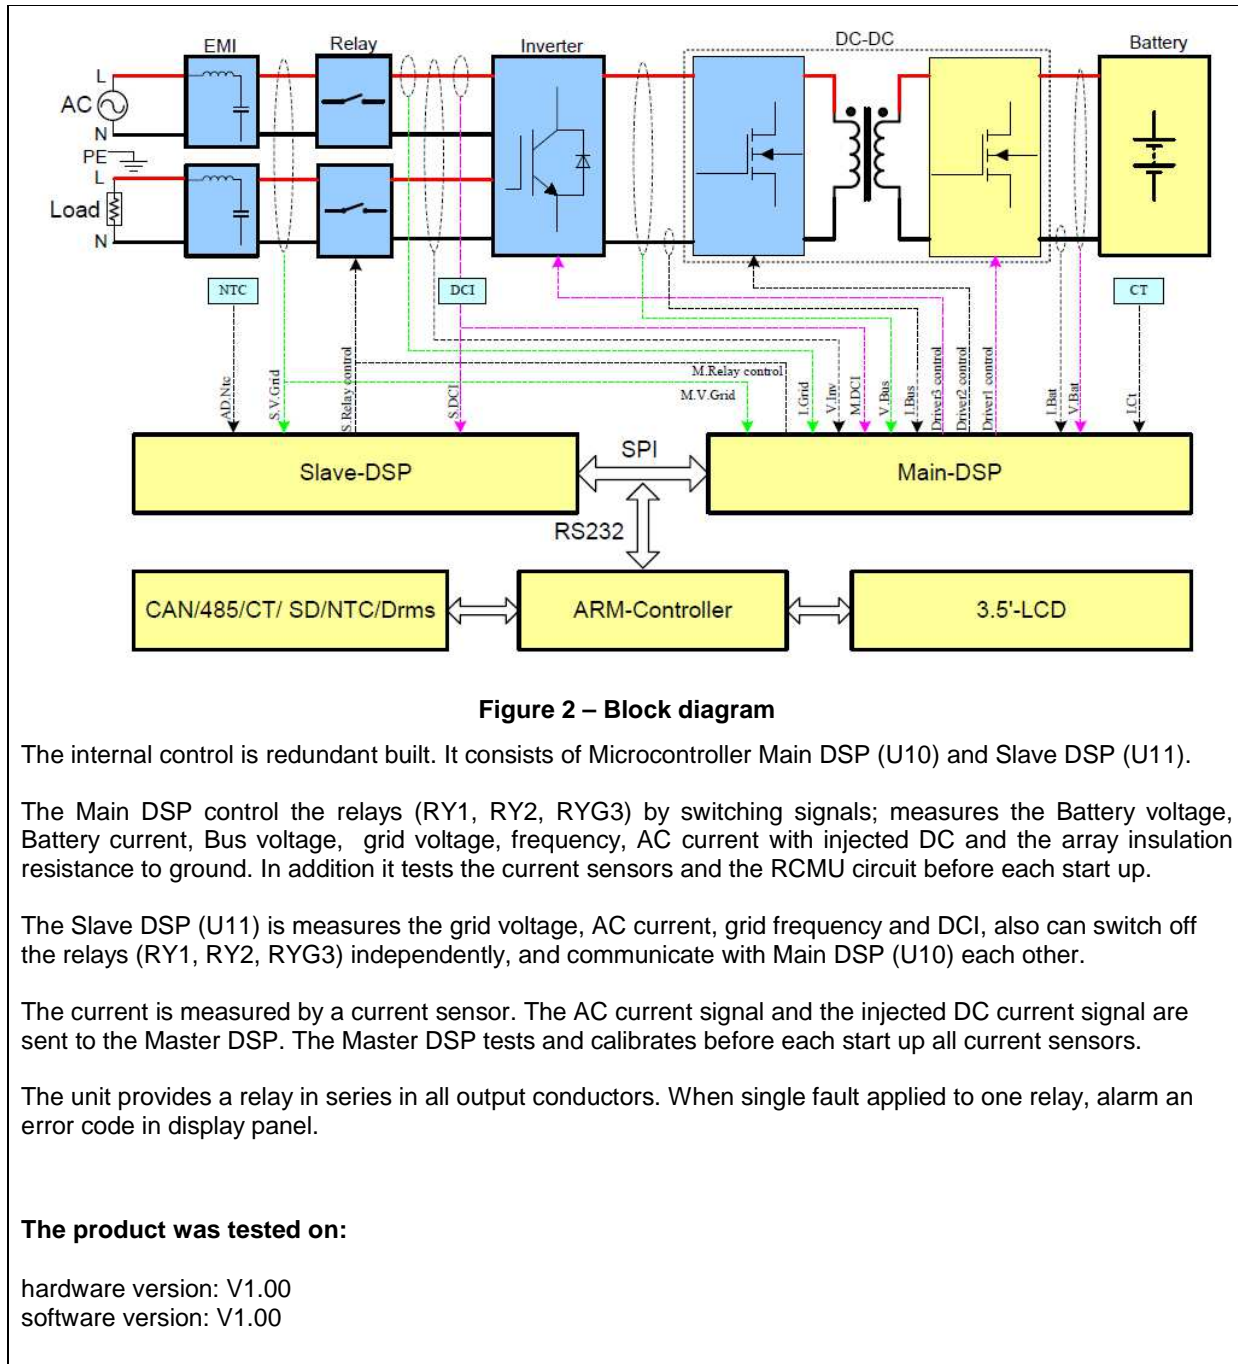 EMI
Relay
Inverter
DC-DC
Battery
L
AC
N
PE
L
Load
N
NTC
DCI
CT
AD.Ntc
S.V.Grid
S.Relay control
S.DCI
M.Relay control
M.V.Grid
I.Grid
V.Inv
M.DCI
V.Bus
I.Bus
Driver3 control
Driver2 control
Driver1 control
I.Bat
V.Bat
I.Ct
Slave-DSP
SPI
Main-DSP
RS232
CAN/485/CT/ SD/NTC/Drms
ARM-Controller
3.5'-LCD
Figure 2 – Block diagram
The internal control is redundant built. It consists of Microcontroller Main DSP (U10) and Slave DSP (U11).
The Main DSP control the relays (RY1, RY2, RYG3) by switching signals; measures the Battery voltage,
Battery current, Bus voltage, grid voltage, frequency, AC current with injected DC and the array insulation
resistance to ground. In addition it tests the current sensors and the RCMU circuit before each start up.
The Slave DSP (U11) is measures the grid voltage, AC current, grid frequency and DCI, also can switch off
the relays (RY1, RY2, RYG3) independently, and communicate with Main DSP (U10) each other.
The current is measured by a current sensor. The AC current signal and the injected DC current signal are
sent to the Master DSP. The Master DSP tests and calibrates before each start up all current sensors.
The unit provides a relay in series in all output conductors. When single fault applied to one relay, alarm an
error code in display panel.
The product was tested on:
hardware version: V1.00
software version: V1.00